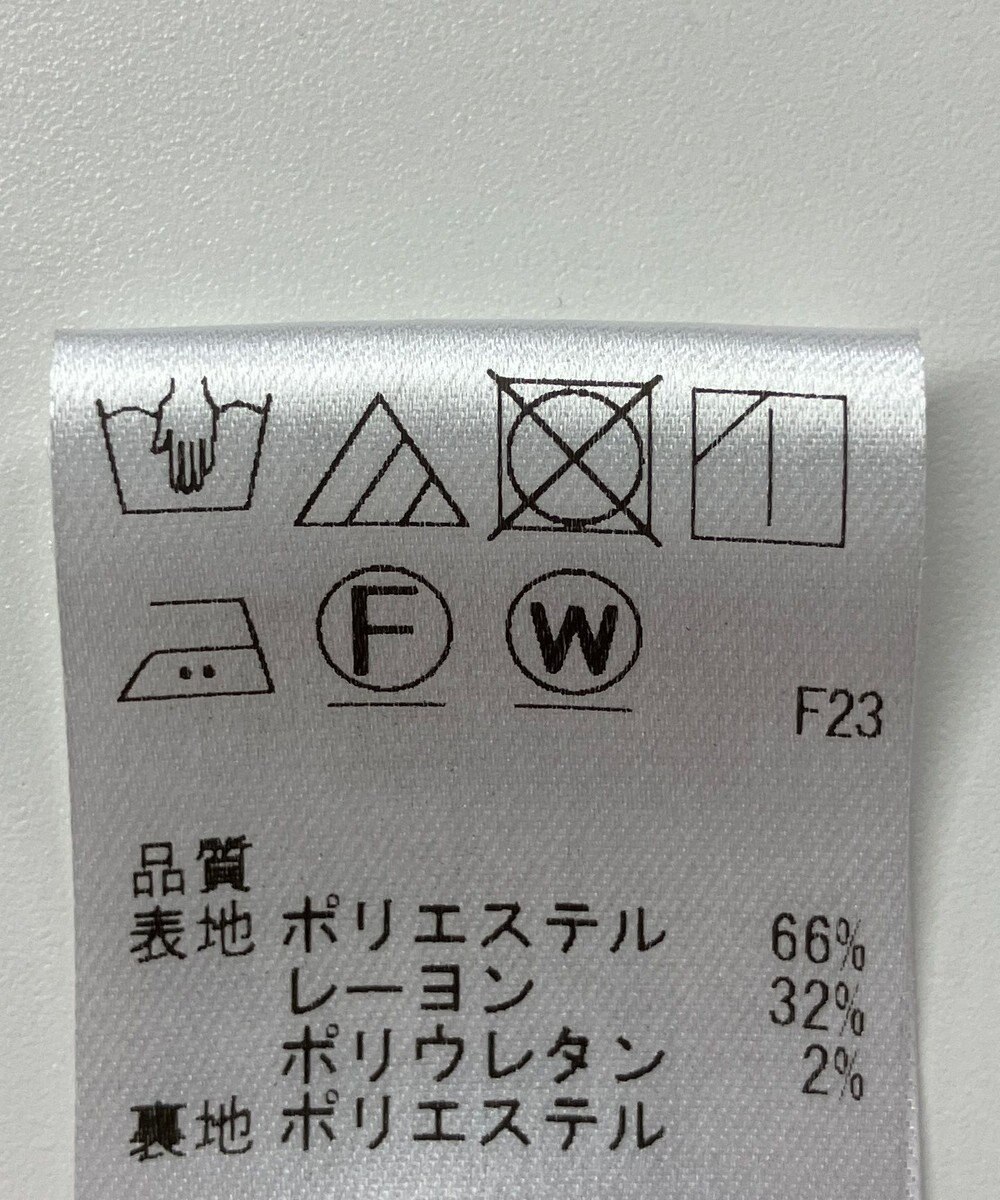 F W
F23
品質
表地 ポリエステル 66%
レーヨン 32%
ポリウレタン 2%
裏地 ポリエステル